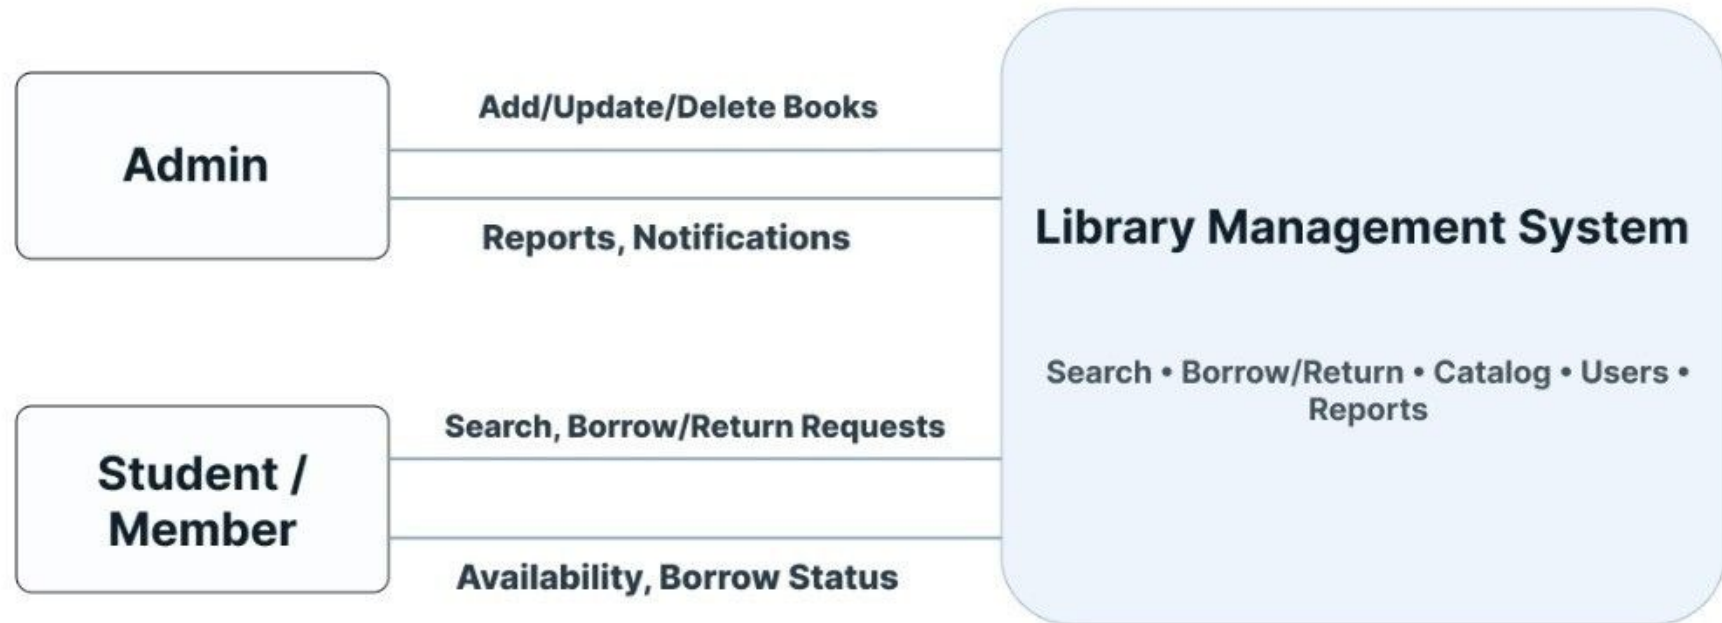 Admin
Add/Update/Delete Books
Reports, Notifications
Library Management System
Search • Borrow/Return • Catalog • Users •
Reports
Student /
Member
Search, Borrow/Return Requests
Availability, Borrow Status